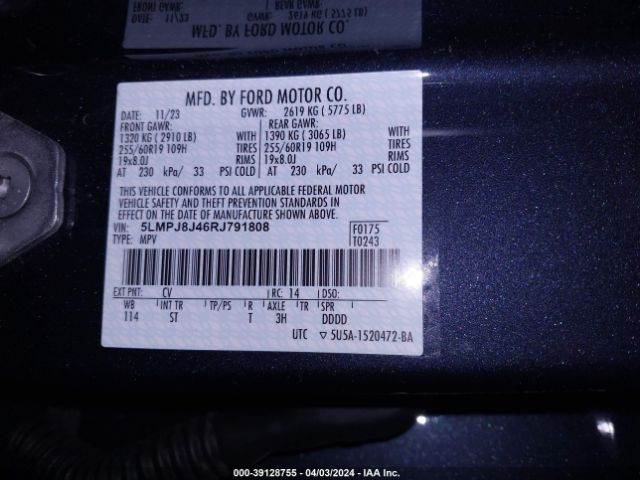 MFD. BY FORD MOTOR CO.
DATE: 11/23 GVWR: 2619 KG ( 5775 LB)
FRONT GAWR: REAR GAWR:
1320 KG ( 2910 LB) WITH 1390 KG ( 3065 LB) WITH
255/60R19 109H TIRES 255/60R19 109H TIRES
19x8.0J RIMS 19x8.0J RIMS
AT 230 kPa/ 33 PSI COLD AT 230 kPa/ 33 PSI COLD
THIS VEHICLE CONFORMS TO ALL APPLICABLE FEDERAL MOTOR
VEHICLE SAFETY AND THEFT PREVENTION STANDARDS IN
EFFECT ON THE DATE OF MANUFACTURE SHOWN ABOVE.
VIN: 5LMPJ8J46RJ791808 F0175
TYPE: MPV T0243
EXT PNT: CV RC: 14 DSO:
WB INT TR TP/PS R AXLE TR SPR
114 ST T 3H DDDD
UTC ▽ 5U5A-1520472-BA
000-39128755 - 04/03/2024 - IAA Inc.